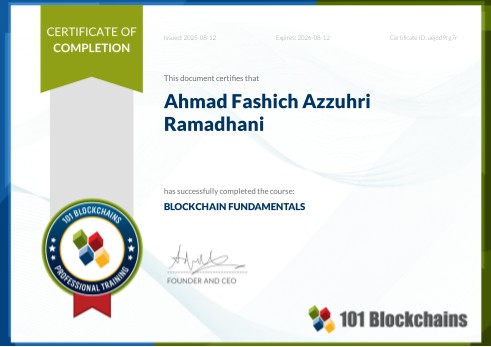 CERTIFICATE OF
COMPLETION
Issued: 2025-08-12
Expires: 2026-08-12
Certificate ID:
This document certifies that
Ahmad Fashich Azzuhri
Ramadhani
has successfully completed the course:
BLOCKCHAIN FUNDAMENTALS
101 BLOCKCHAINS
PROFESSIONAL TRAINING
FOUNDER AND CEO
101 Blockchains